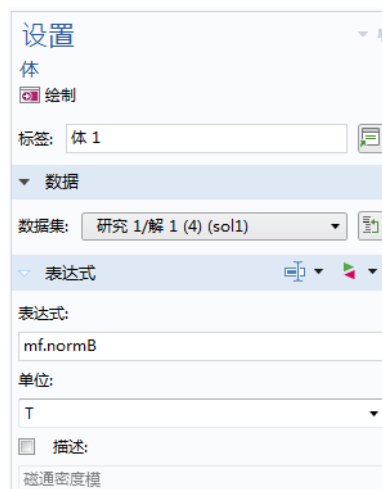 设置
体
绘制
标签: 体 1
数据
数据集: 研究 1/解 1 (4) (sol1)
表达式
表达式:
mf.normB
单位:
T
描述:
磁通密度模